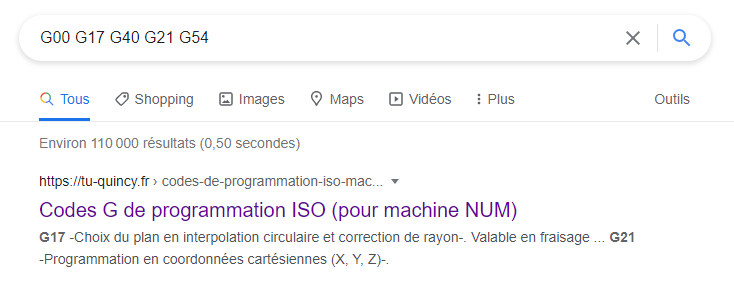 G00 G17 G40 G21 G54
Tous Shopping Images Maps Vidéos Plus Outils
Environ 110 000 résultats (0,50 secondes)
https://tu-quincy.fr › codes-de-programmation-iso-mac...
Codes G de programmation ISO (pour machine NUM)
G17 -Choix du plan en interpolation circulaire et correction de rayon-. Valable en fraisage ... G21
-Programmation en coordonnées cartésiennes (X, Y, Z)-.